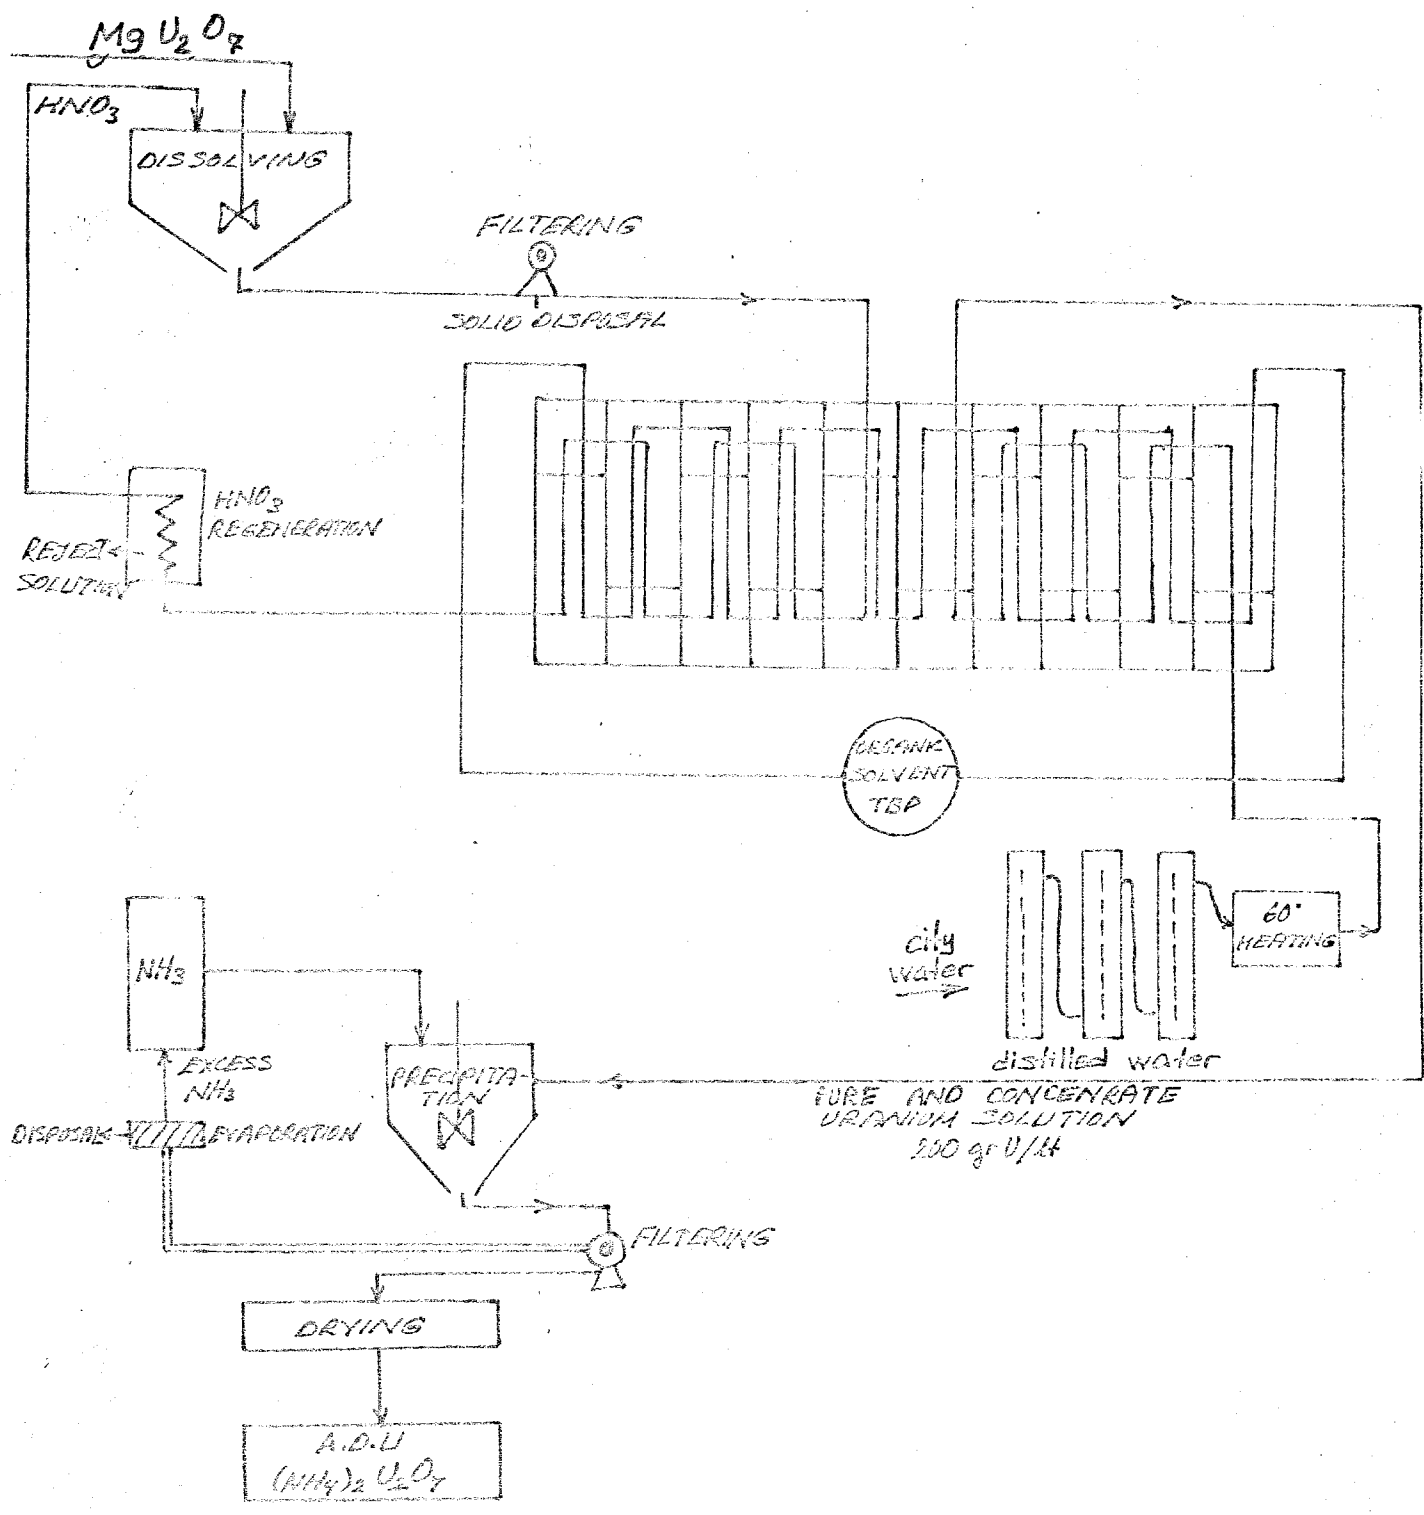 Mg U2 O7
HNO3
DISSOLVING
FILTERING
SOLID DISPOSAL
HNO3
REGENERATION
REJECT
SOLUTION
ORGANK
SOLVENT
TBP
60°
HEATING
city
water
distilled water
NH3
EXCESS
NH3
DISPOSAL
EVAPORATION
PRECIPITA-
TION
PURE AND CONCENRATE
URANIUM SOLUTION
200 gr U/lt
FILTERING
DRYING
A.D.U
(NH4)2 U2O7